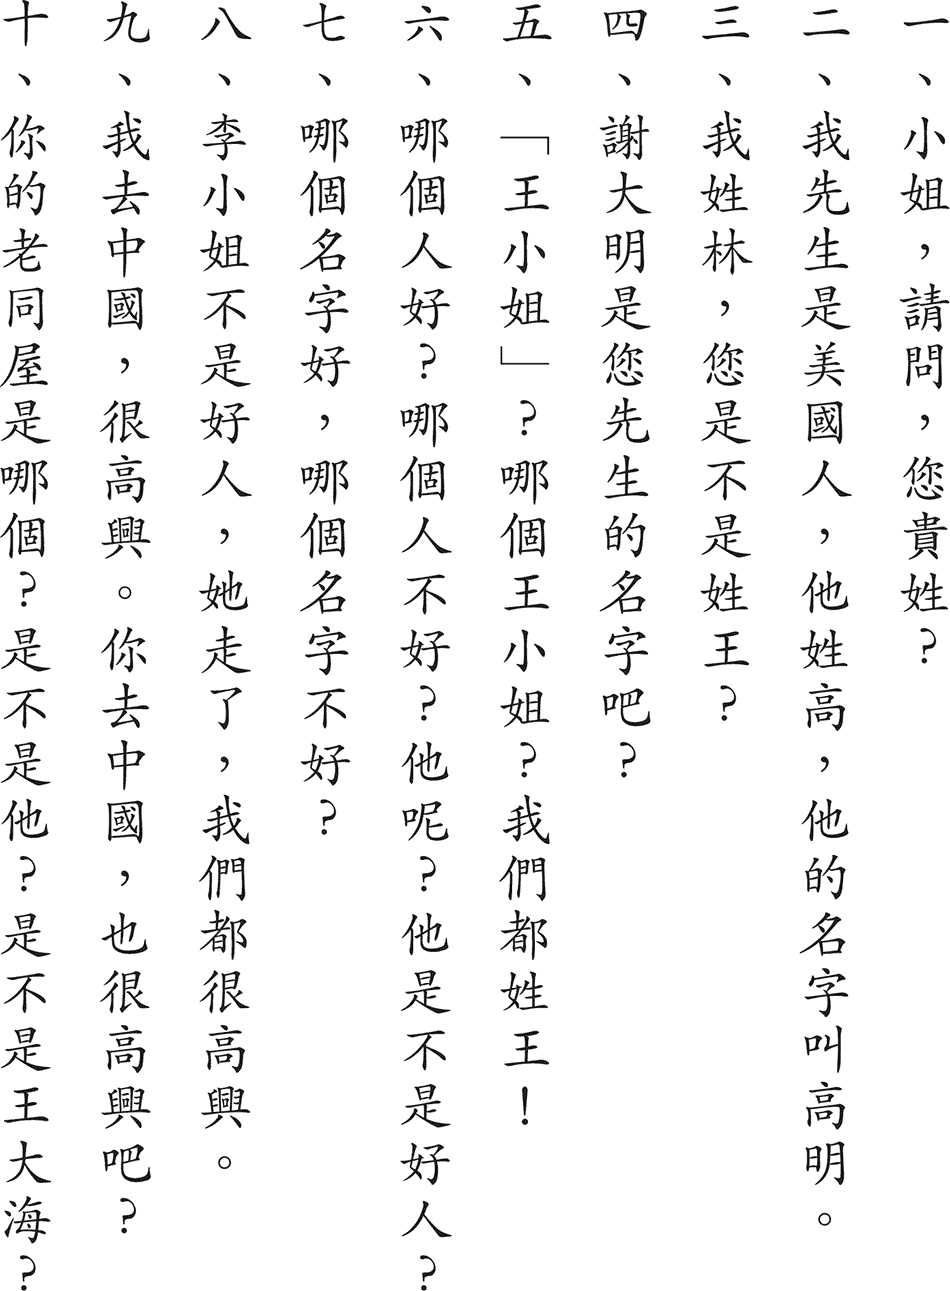 一、小姐，請問，您貴姓？
二、我先生是美國人，他姓高，他的名字叫高明。
三、我姓林，您是不是姓王？
四、謝大明是您先生的名字吧？
五、「王小姐」？哪個王小姐？我們都姓王！
六、哪個人好？哪個人不好？他呢？他是不是好人？
七、哪個名字好，哪個名字不好？
八、李小姐不是好人，她走了，我們都很高興。
九、我去中國，很高興。你去中國，也很高興吧？
十、你的老同屋是哪個？是不是他？是不是王大海？